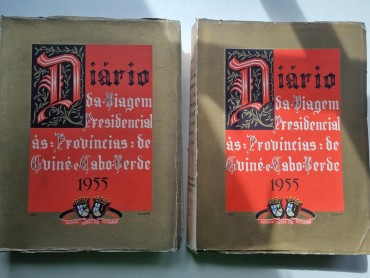 Diário
da·Viagem
Presidencial
às:Províncias:de
Guiné·e·Cabo·Verde
1955
Diário
da·Viagem
Presidencial
às:Províncias:de
Guiné·e·Cabo·Verde
1955